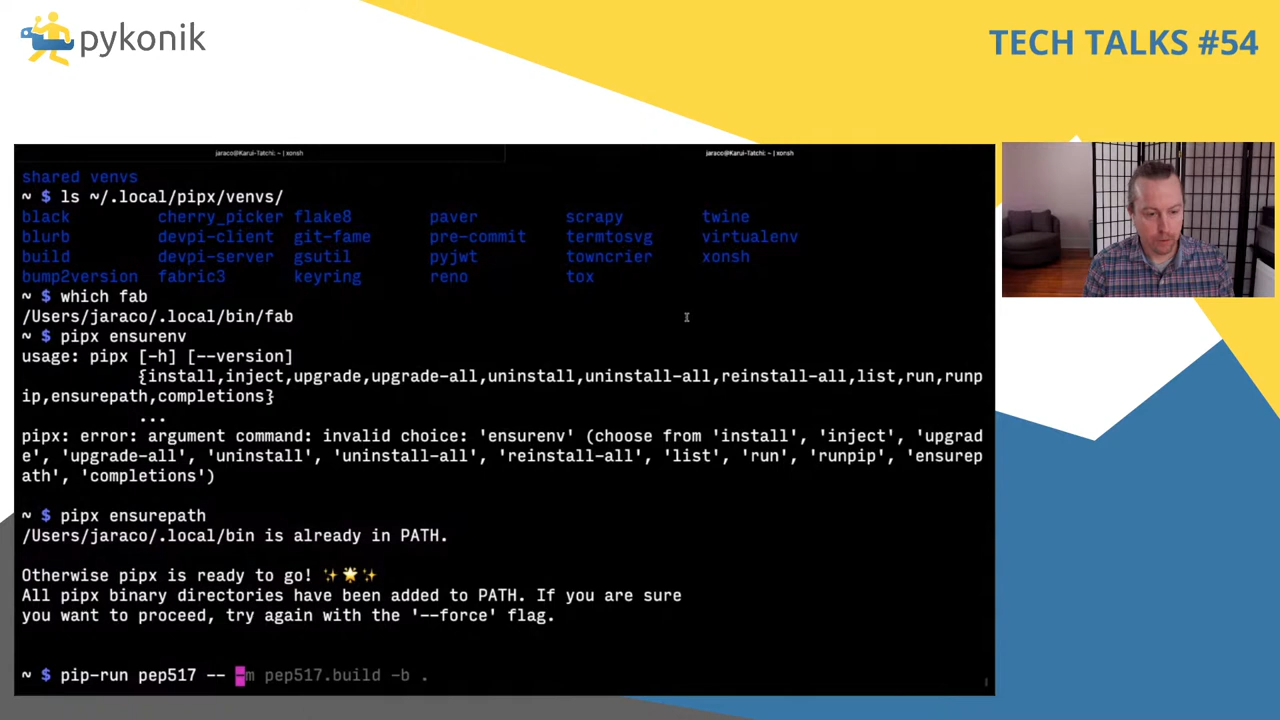 pykonik
TECH TALKS #54
jaraco@Karui-Tatchi: ~ | xonsh
jaraco@Karui-Tatchi: ~ | xonsh
shared venvs
~ $ ls ~/.local/pipx/venvs/
black cherry_picker flake8 paver scrapy twine
blurb devpi-client git-fame pre-commit termtosvg virtualenv
build devpi-server gsutil pyjwt towncrier xonsh
bump2version fabric3 keyring reno tox
~ $ which fab
/Users/jaraco/.local/bin/fab
~ $ pipx ensurenv
usage: pipx [-h] [--version]
{install,inject,upgrade,upgrade-all,uninstall,uninstall-all,reinstall-all,list,run,runp
ip,ensurepath,completions}
...
pipx: error: argument command: invalid choice: 'ensurenv' (choose from 'install', 'inject', 'upgrad
e', 'upgrade-all', 'uninstall', 'uninstall-all', 'reinstall-all', 'list', 'run', 'runpip', 'ensurep
ath', 'completions')
~ $ pipx ensurepath
/Users/jaraco/.local/bin is already in PATH.
Otherwise pipx is ready to go! ✨🌟✨
All pipx binary directories have been added to PATH. If you are sure
you want to proceed, try again with the '--force' flag.
~ $ pip-run pep517 -- -m pep517.build -b .